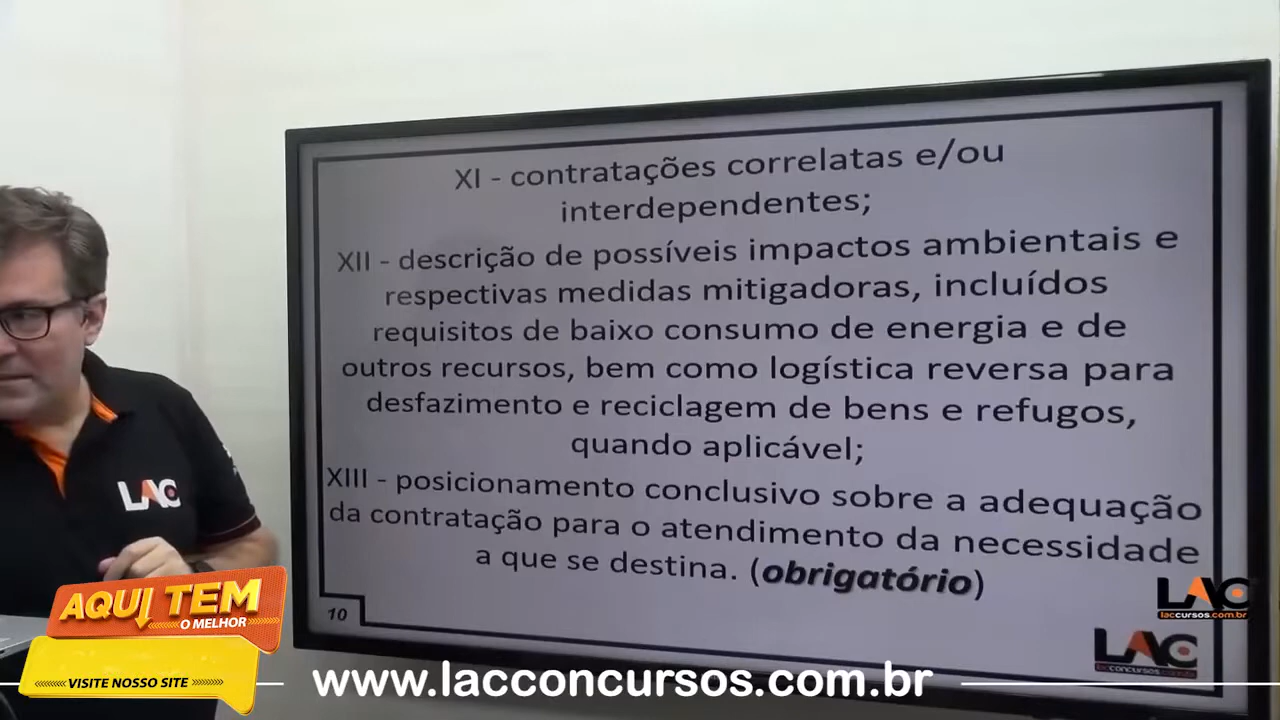 XI - contratações correlatas e/ou
interdependentes;
XII - descrição de possíveis impactos ambientais e
respectivas medidas mitigadoras, incluídos
requisitos de baixo consumo de energia e de
outros recursos, bem como logística reversa para
desfazimento e reciclagem de bens e refugos,
quando aplicável;
XIII - posicionamento conclusivo sobre a adequação
da contratação para o atendimento da necessidade
a que se destina. (obrigatório)
10
LAC
LAC
laccursos.com.br
LAC
AQUI TEM
O MELHOR
VISITE NOSSO SITE
www.lacconcursos.com.br